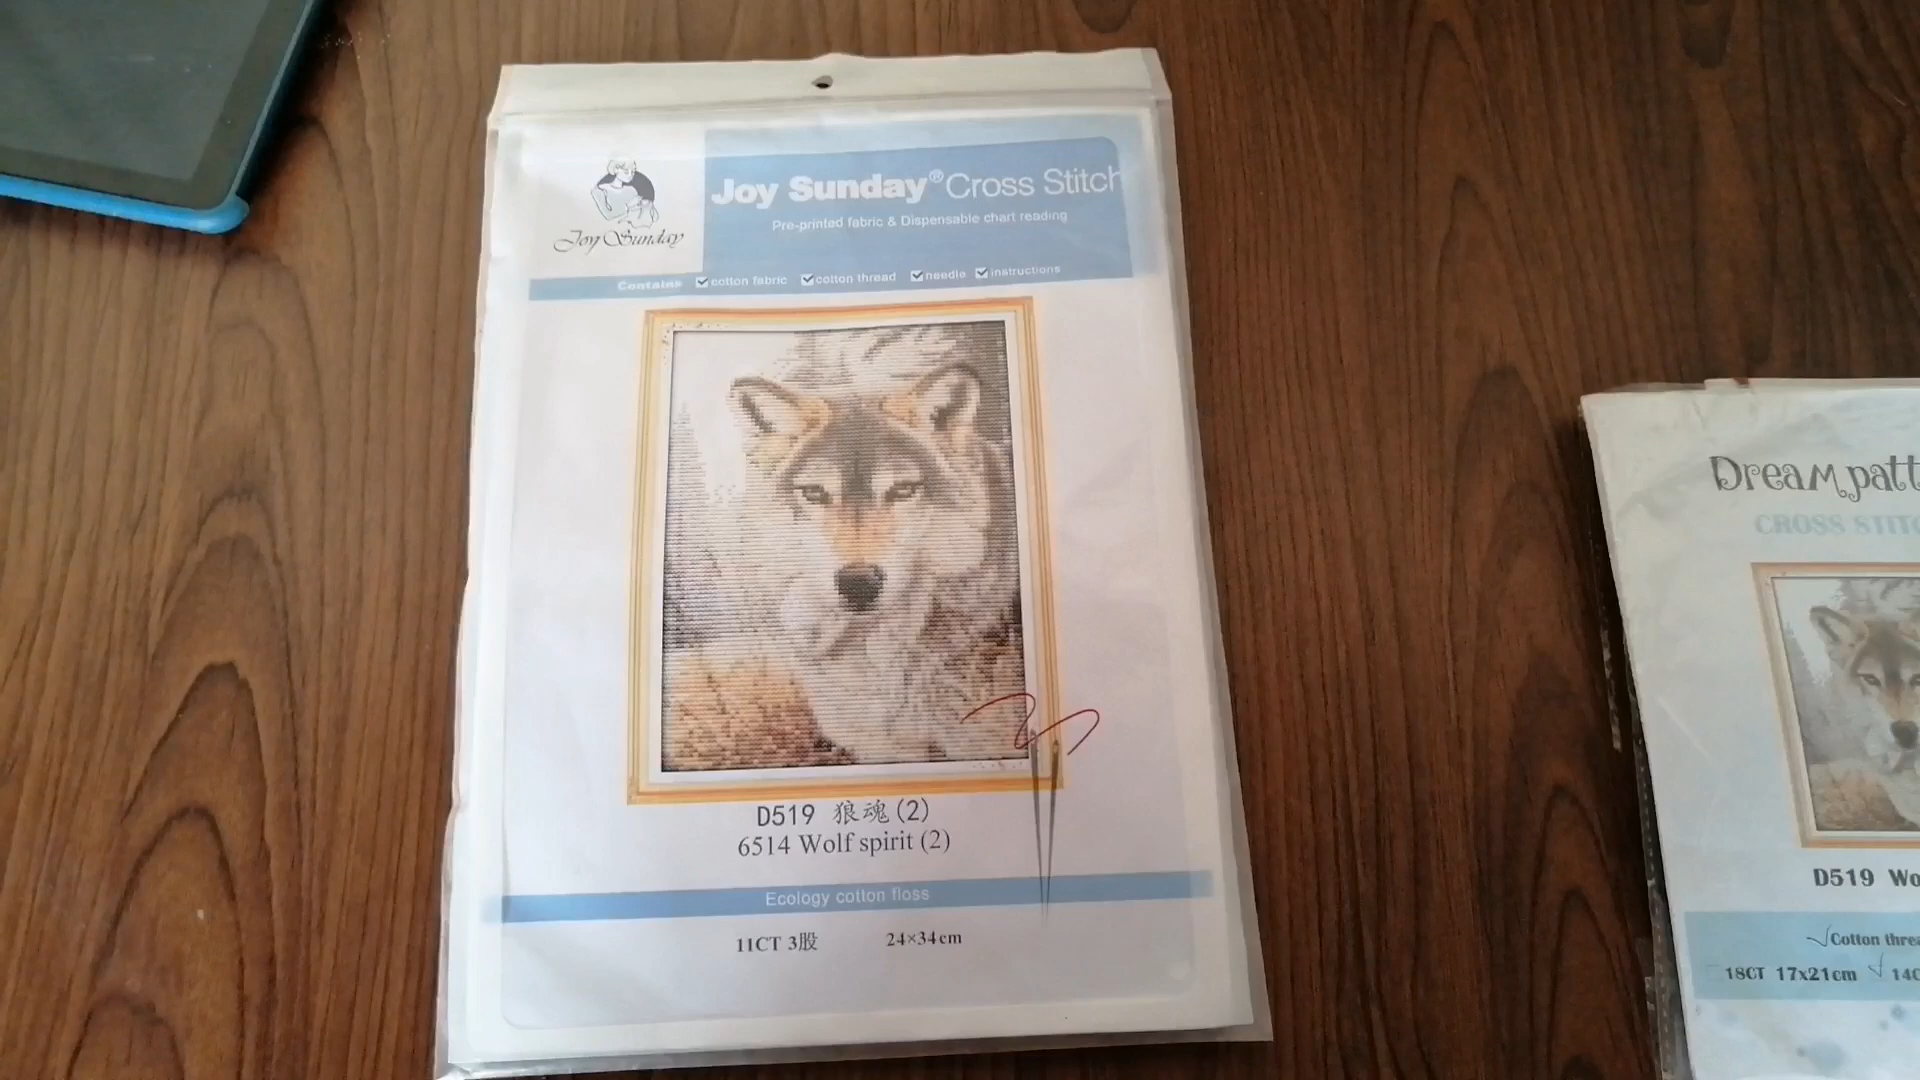 Joy Sunday® Cross Stitch
Pre-printed fabric & Dispensable chart reading
Joy Sunday
Contains cotton fabric cotton thread needle instructions
D519 狼魂(2)
6514 Wolf spirit (2)
Ecology cotton floss
11CT 3股 24×34cm
Dream patt
CROSS STITC
D519 Wo
Cotton threa
18CT 17x21cm 14C